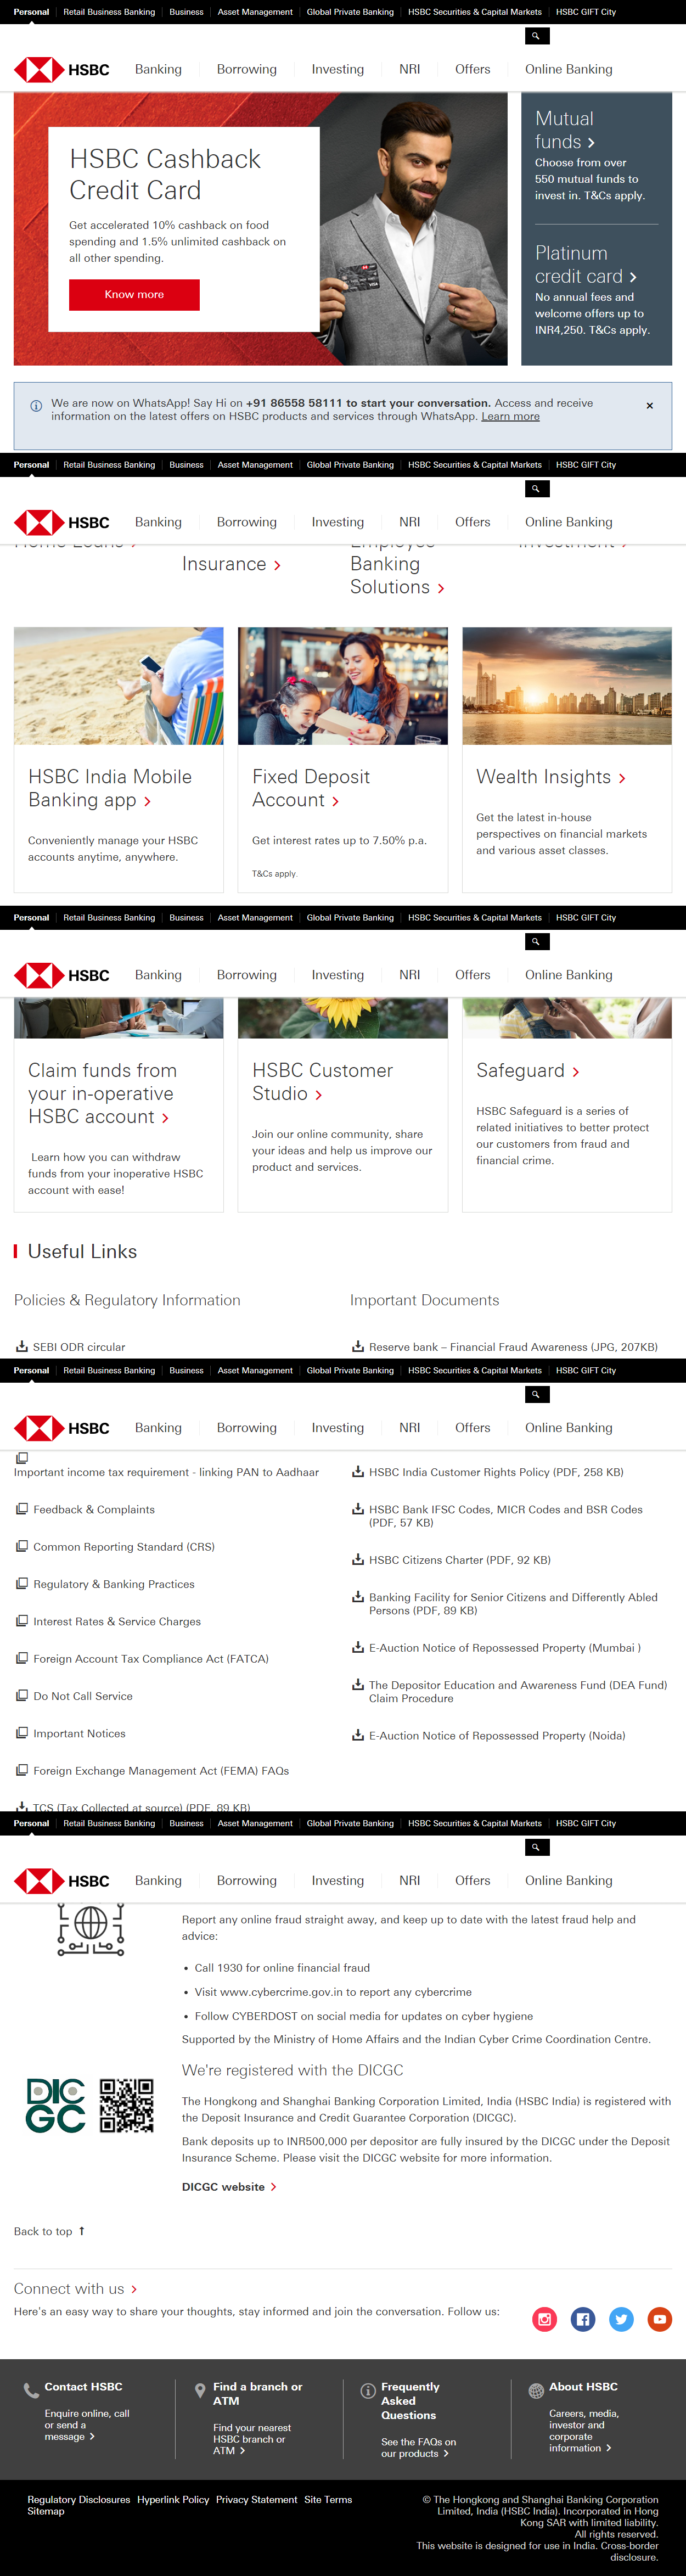 Personal
Retail Business Banking
Business
Asset Management
Global Private Banking
HSBC Securities & Capital Markets
HSBC GIFT City
HSBC
Banking
Borrowing
Investing
NRI
Offers
Online Banking
HSBC Cashback
Credit Card
Get accelerated 10% cashback on food
spending and 1.5% unlimited cashback on
all other spending.
Know more
Mutual
funds
Choose from over
550 mutual funds to
invest in. T&Cs apply.
Platinum
credit card
No annual fees and
welcome offers up to
INR4,250. T&Cs apply.
We are now on WhatsApp! Say Hi on +91 86558 58111 to start your conversation. Access and receive
information on the latest offers on HSBC products and services through WhatsApp. Learn more
Personal
Retail Business Banking
Business
Asset Management
Global Private Banking
HSBC Securities & Capital Markets
HSBC GIFT City
HSBC
Banking
Borrowing
Investing
NRI
Offers
Online Banking
Home Loans
Insurance
Employee
Banking
Solutions
Investment
HSBC India Mobile
Banking app
Conveniently manage your HSBC
accounts anytime, anywhere.
Fixed Deposit
Account
Get interest rates up to 7.50% p.a.
T&Cs apply.
Wealth Insights
Get the latest in-house
perspectives on financial markets
and various asset classes.
Personal
Retail Business Banking
Business
Asset Management
Global Private Banking
HSBC Securities & Capital Markets
HSBC GIFT City
HSBC
Banking
Borrowing
Investing
NRI
Offers
Online Banking
Claim funds from
your in-operative
HSBC account
Learn how you can withdraw
funds from your inoperative HSBC
account with ease!
HSBC Customer
Studio
Join our online community, share
your ideas and help us improve our
product and services.
Safeguard
HSBC Safeguard is a series of
related initiatives to better protect
our customers from fraud and
financial crime.
Useful Links
Policies & Regulatory Information
Important Documents
SEBI ODR circular
Reserve bank – Financial Fraud Awareness (JPG, 207KB)
Personal
Retail Business Banking
Business
Asset Management
Global Private Banking
HSBC Securities & Capital Markets
HSBC GIFT City
HSBC
Banking
Borrowing
Investing
NRI
Offers
Online Banking
Important income tax requirement - linking PAN to Aadhaar
Feedback & Complaints
Common Reporting Standard (CRS)
Regulatory & Banking Practices
Interest Rates & Service Charges
Foreign Account Tax Compliance Act (FATCA)
Do Not Call Service
Important Notices
Foreign Exchange Management Act (FEMA) FAQs
TCS (Tax Collected at source) (PDF, 89 KB)
HSBC India Customer Rights Policy (PDF, 258 KB)
HSBC Bank IFSC Codes, MICR Codes and BSR Codes
(PDF, 57 KB)
HSBC Citizens Charter (PDF, 92 KB)
Banking Facility for Senior Citizens and Differently Abled
Persons (PDF, 89 KB)
E-Auction Notice of Repossessed Property (Mumbai )
The Depositor Education and Awareness Fund (DEA Fund)
Claim Procedure
E-Auction Notice of Repossessed Property (Noida)
Personal
Retail Business Banking
Business
Asset Management
Global Private Banking
HSBC Securities & Capital Markets
HSBC GIFT City
HSBC
Banking
Borrowing
Investing
NRI
Offers
Online Banking
Report any online fraud straight away, and keep up to date with the latest fraud help and
advice:
• Call 1930 for online financial fraud
• Visit www.cybercrime.gov.in to report any cybercrime
• Follow CYBERDOST on social media for updates on cyber hygiene
Supported by the Ministry of Home Affairs and the Indian Cyber Crime Coordination Centre.
DICGC
We're registered with the DICGC
The Hongkong and Shanghai Banking Corporation Limited, India (HSBC India) is registered with
the Deposit Insurance and Credit Guarantee Corporation (DICGC).
Bank deposits up to INR500,000 per depositor are fully insured by the DICGC under the Deposit
Insurance Scheme. Please visit the DICGC website for more information.
DICGC website
Back to top
Connect with us
Here's an easy way to share your thoughts, stay informed and join the conversation. Follow us:
Contact HSBC
Enquire online, call
or send a
message
Find a branch or
ATM
Find your nearest
HSBC branch or
ATM
Frequently
Asked
Questions
See the FAQs on
our products
About HSBC
Careers, media,
investor and
corporate
information
Regulatory Disclosures
Hyperlink Policy
Privacy Statement
Site Terms
Sitemap
© The Hongkong and Shanghai Banking Corporation
Limited, India (HSBC India). Incorporated in Hong
Kong SAR with limited liability.
All rights reserved.
This website is designed for use in India. Cross-border
disclosure.